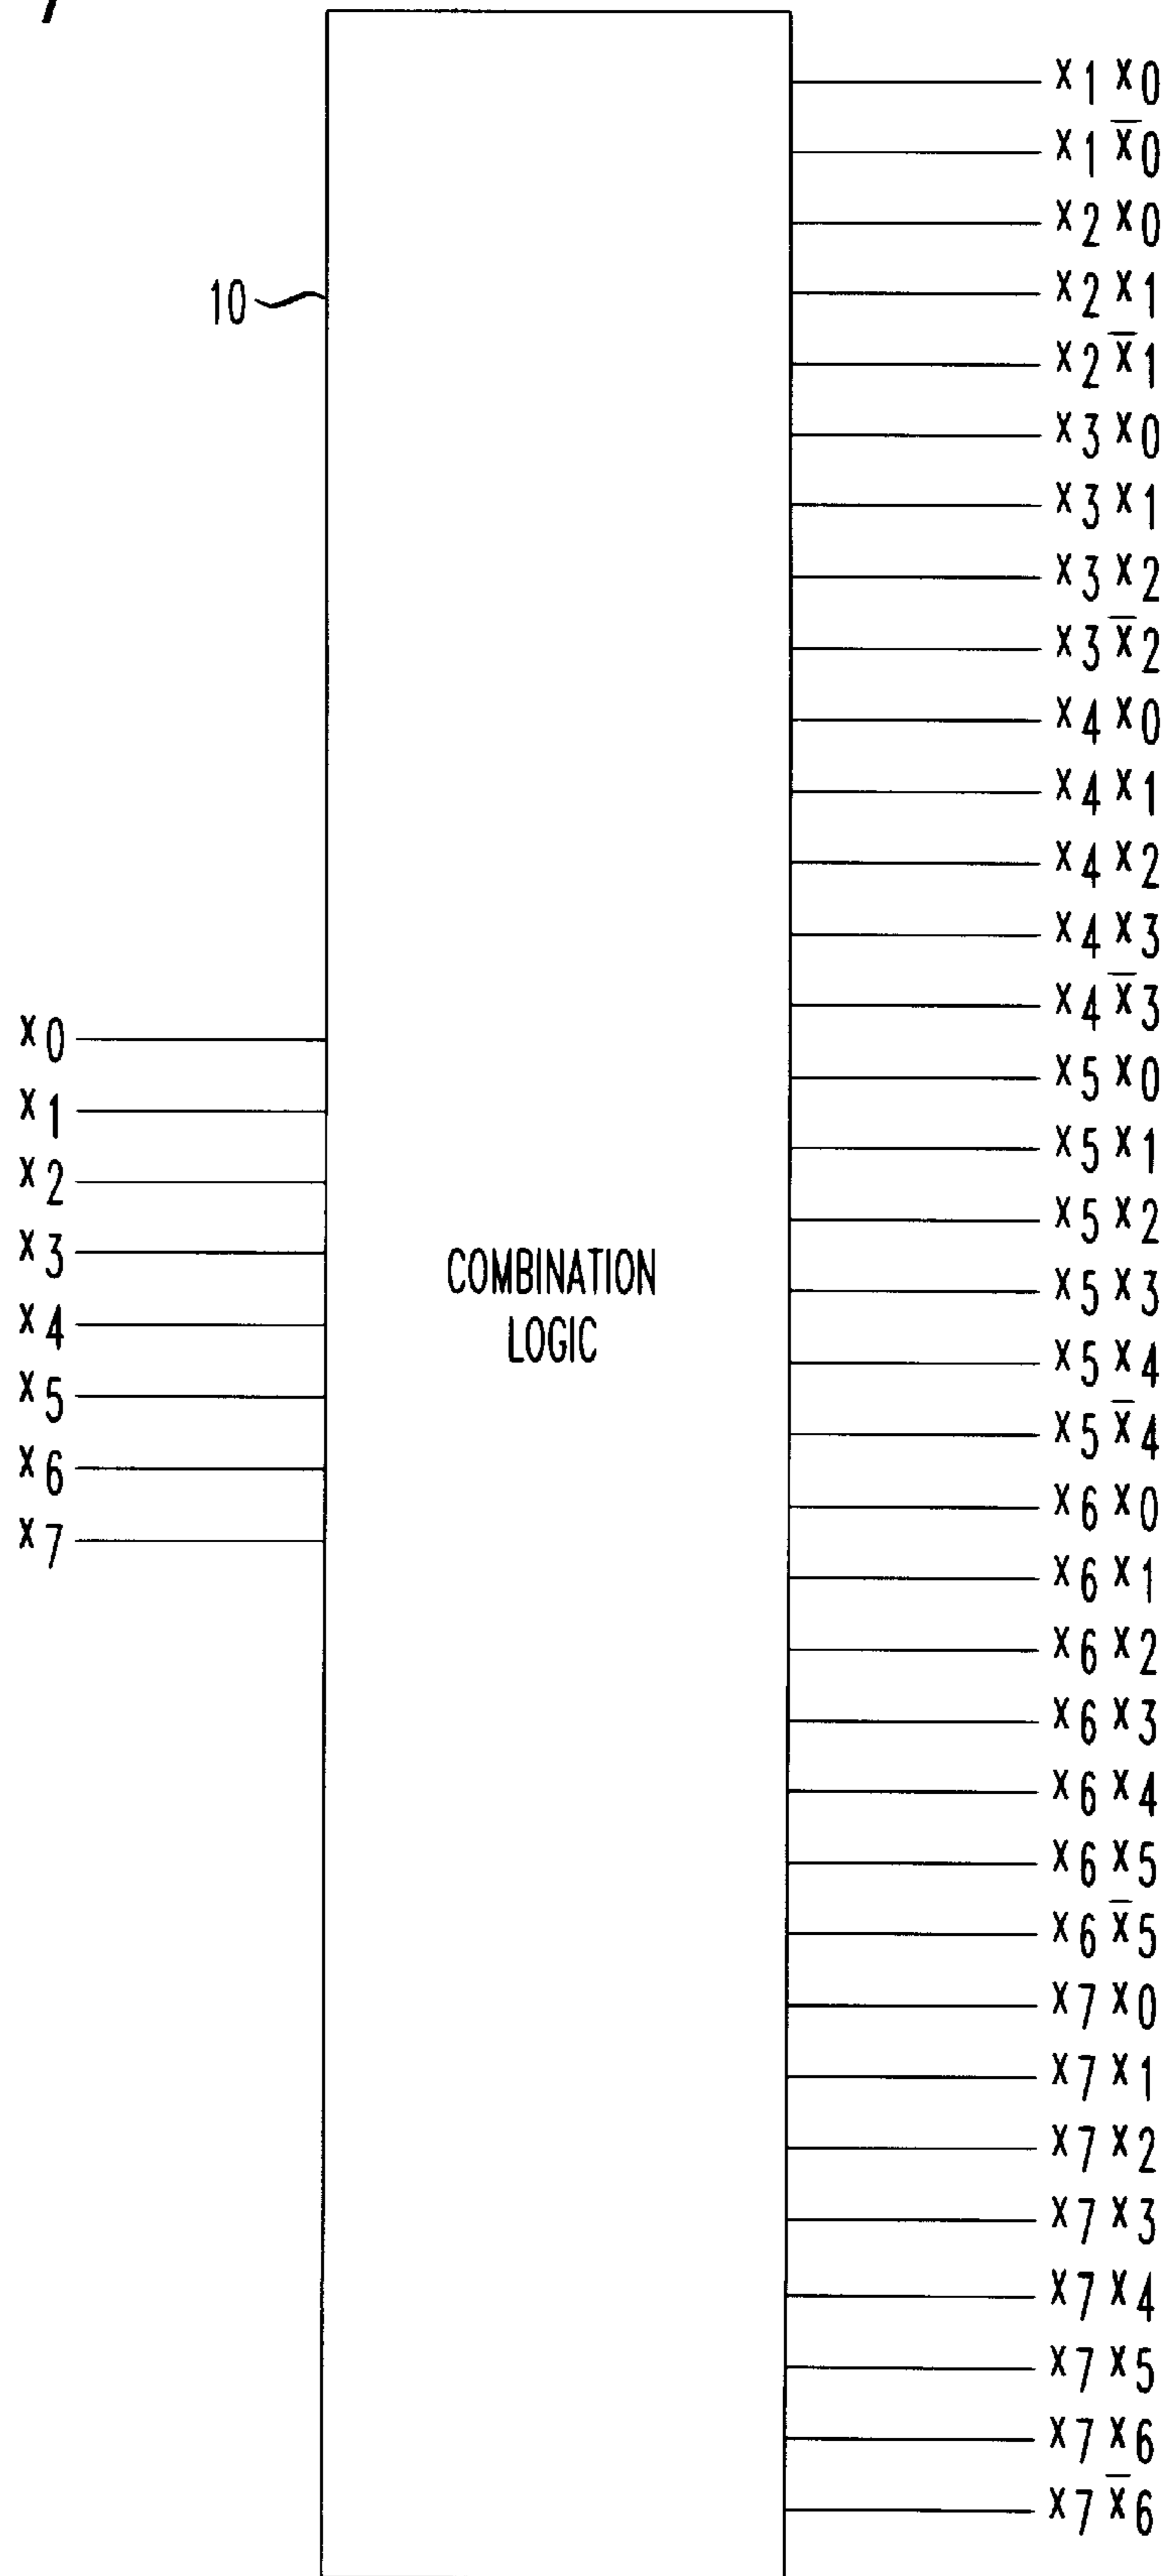 10
x0
x1
x2
x3
x4
x5
x6
x7
COMBINATION
LOGIC
x1 x0
x1 x̅0
x2 x0
x2 x1
x2 x̅1
x3 x0
x3 x1
x3 x2
x3 x̅2
x4 x0
x4 x1
x4 x2
x4 x3
x4 x̅3
x5 x0
x5 x1
x5 x2
x5 x3
x5 x4
x5 x̅4
x6 x0
x6 x1
x6 x2
x6 x3
x6 x4
x6 x5
x6 x̅5
x7 x0
x7 x1
x7 x2
x7 x3
x7 x4
x7 x5
x7 x6
x7 x̅6